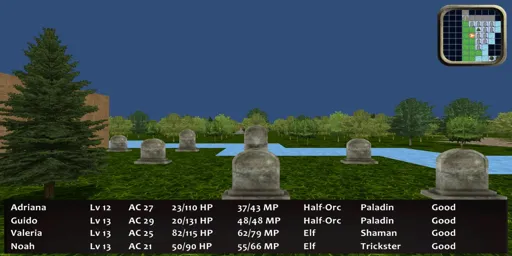 Adriana Lv 12 AC 27 23/110 HP 37/43 MP Half-Orc Paladin Good
Guido Lv 13 AC 29 20/131 HP 48/48 MP Half-Orc Paladin Good
Valeria Lv 13 AC 25 82/115 HP 62/79 MP Elf Shaman Good
Noah Lv 13 AC 21 50/90 HP 55/66 MP Elf Trickster Good